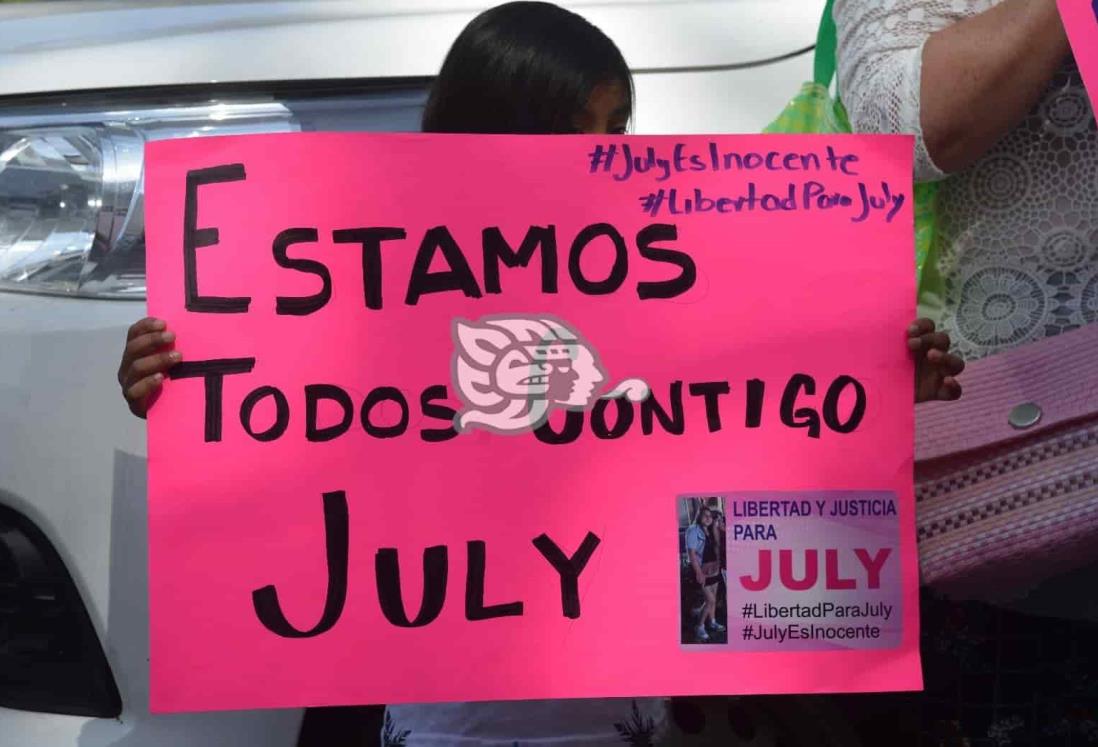 #JulyEsInocente
#LibertadParaJuly
ESTAMOS
TODOS CONTIGO
JULY
LIBERTAD Y JUSTICIA
PARA
JULY
#LibertadParaJuly
#JulyEsInocente